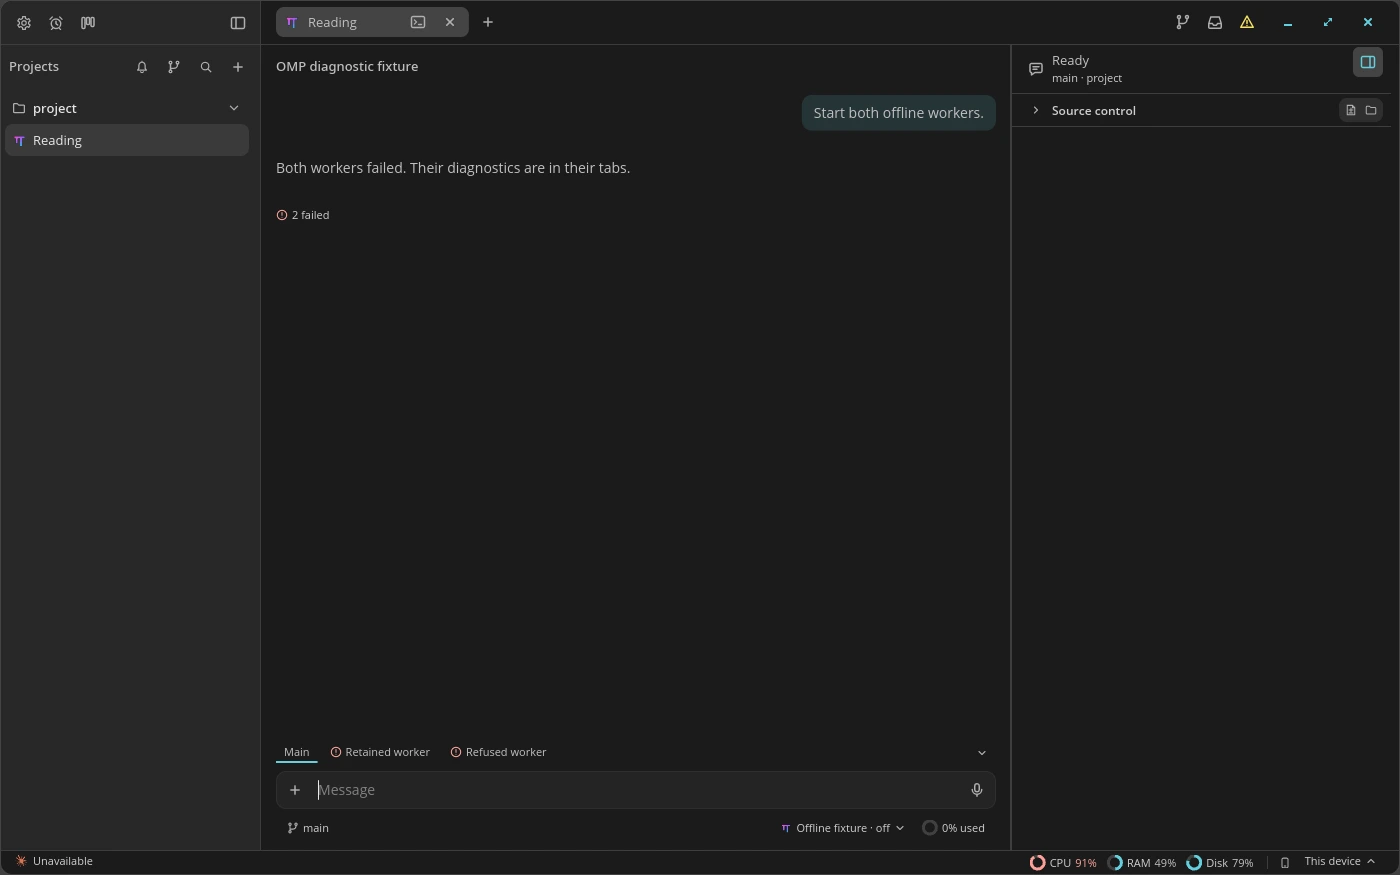 Reading
Projects
project
Reading
OMP diagnostic fixture
Start both offline workers.
Both workers failed. Their diagnostics are in their tabs.
2 failed
Main
Retained worker
Refused worker
Message
main
Offline fixture · off
0% used
Ready
main · project
Source control
Unavailable
CPU 91%
RAM 49%
Disk 79%
This device